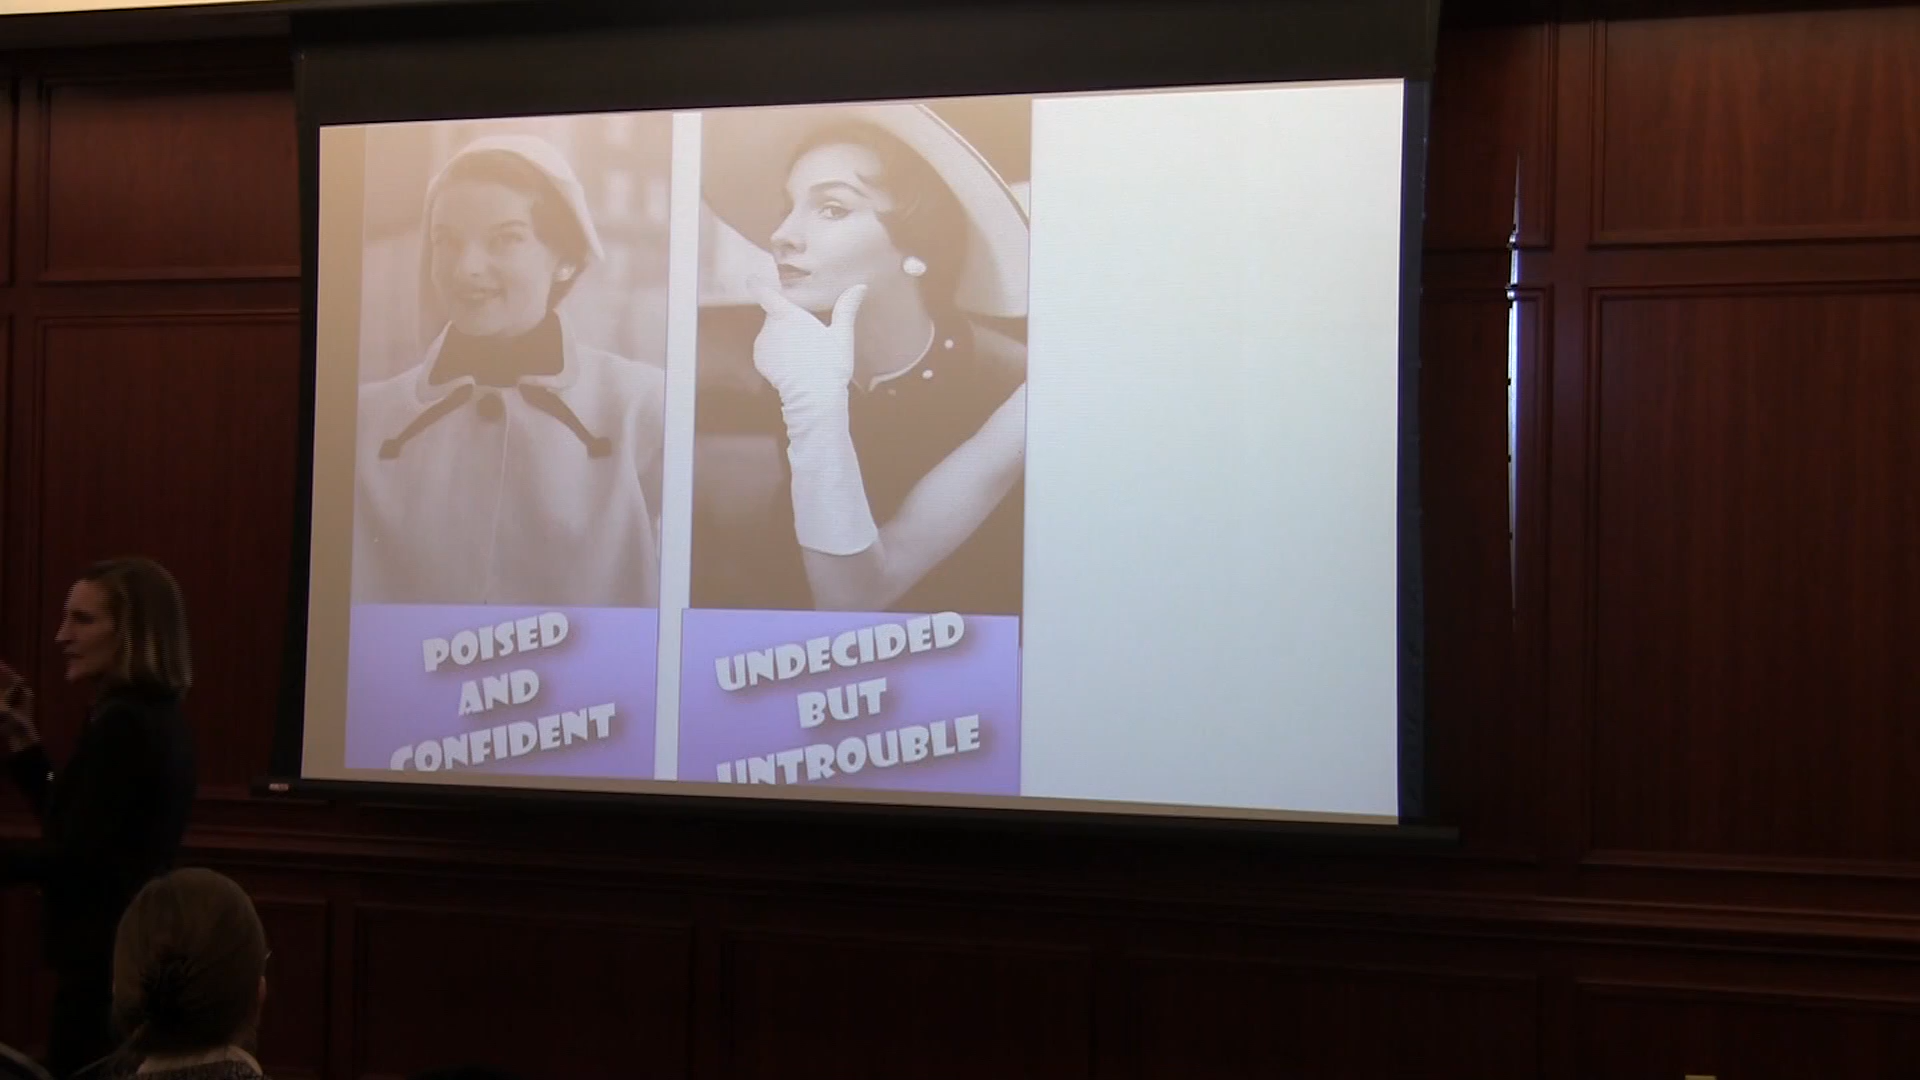 POISED
AND
CONFIDENT
UNDECIDED
BUT
UNTROUBLE